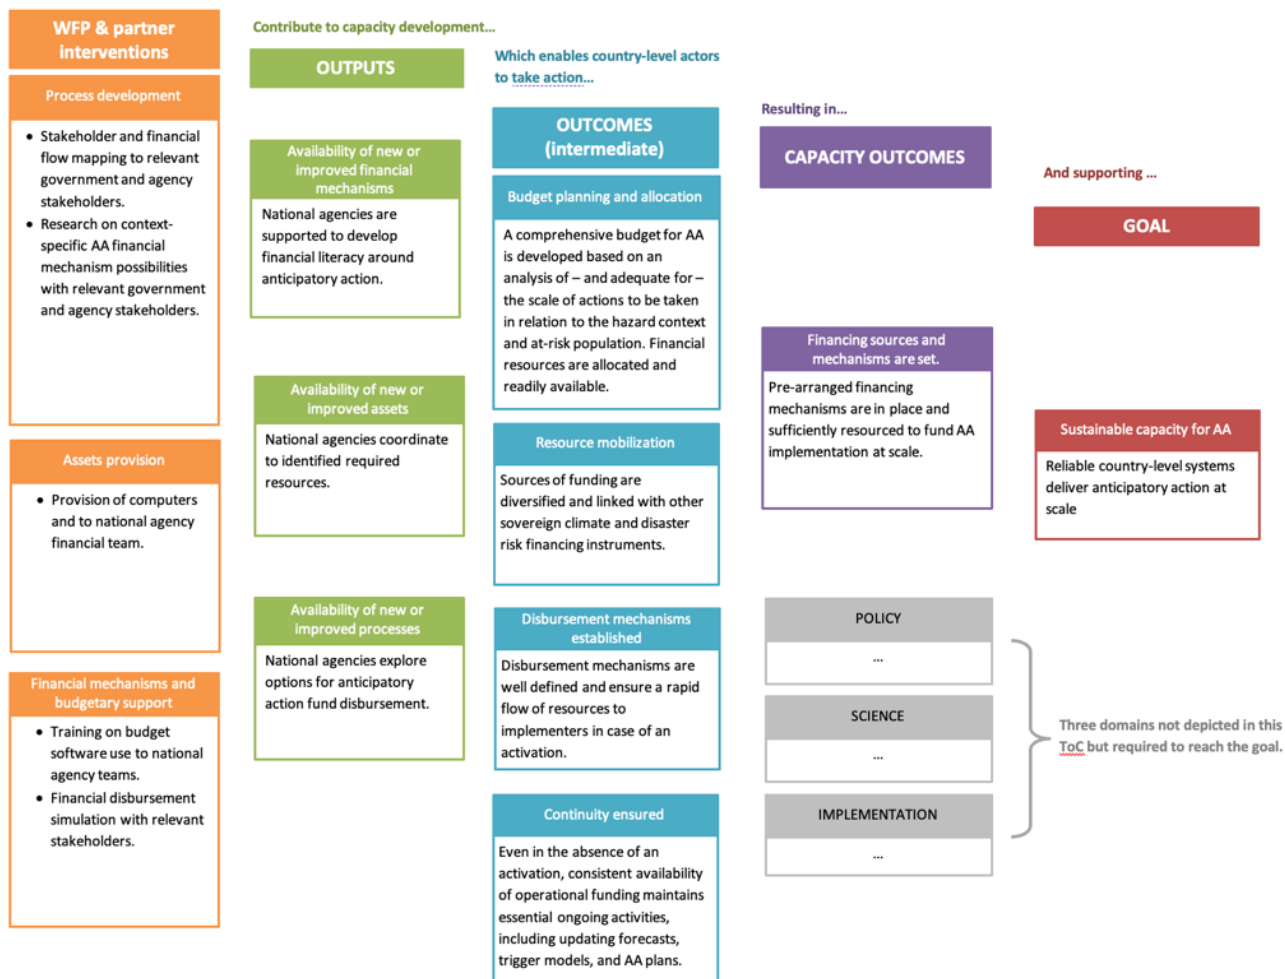 WFP & partner
interventions
Process development
• Stakeholder and financial
flow mapping to relevant
government and agency
stakeholders.
• Research on context-
specific AA financial
mechanism possibilities
with relevant government
and agency stakeholders.
Assets provision
• Provision of computers
and to national agency
financial team.
Financial mechanisms and
budgetary support
• Training on budget
software use to national
agency teams.
• Financial disbursement
simulation with relevant
stakeholders.
Contribute to capacity development…
OUTPUTS
Availability of new or
improved financial
mechanisms
National agencies are
supported to develop
financial literacy around
anticipatory action.
Availability of new or
improved assets
National agencies coordinate
to identified required
resources.
Availability of new or
improved processes
National agencies explore
options for anticipatory
action fund disbursement.
Which enables country-level actors
to take action…
OUTCOMES
(intermediate)
Budget planning and allocation
A comprehensive budget for AA
is developed based on an
analysis of – and adequate for –
the scale of actions to be taken
in relation to the hazard context
and at-risk population. Financial
resources are allocated and
readily available.
Resource mobilization
Sources of funding are
diversified and linked with other
sovereign climate and disaster
risk financing instruments.
Disbursement mechanisms
established
Disbursement mechanisms are
well defined and ensure a rapid
flow of resources to
implementers in case of an
activation.
Continuity ensured
Even in the absence of an
activation, consistent availability
of operational funding maintains
essential ongoing activities,
including updating forecasts,
trigger models, and AA plans.
Resulting in…
CAPACITY OUTCOMES
Financing sources and
mechanisms are set.
Pre-arranged financing
mechanisms are in place and
sufficiently resourced to fund AA
implementation at scale.
POLICY
…
SCIENCE
…
IMPLEMENTATION
…
And supporting …
GOAL
Sustainable capacity for AA
Reliable country-level systems
deliver anticipatory action at
scale
Three domains not depicted in this
ToC but required to reach the goal.